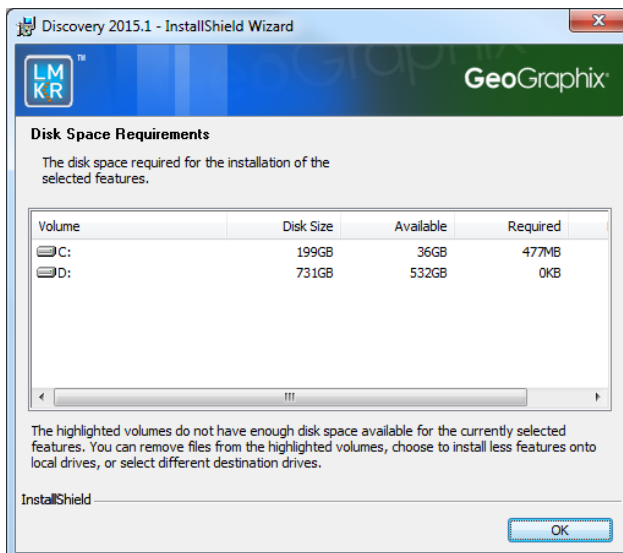 Discovery 2015.1 - InstallShield Wizard
LM
KR
TM
GeoGraphix
Disk Space Requirements
The disk space required for the installation of the
selected features.
Volume Disk Size Available Required
C: 199GB 36GB 477MB
D: 731GB 532GB 0KB
The highlighted volumes do not have enough disk space available for the currently selected
features. You can remove files from the highlighted volumes, choose to install less features onto
local drives, or select different destination drives.
InstallShield
OK